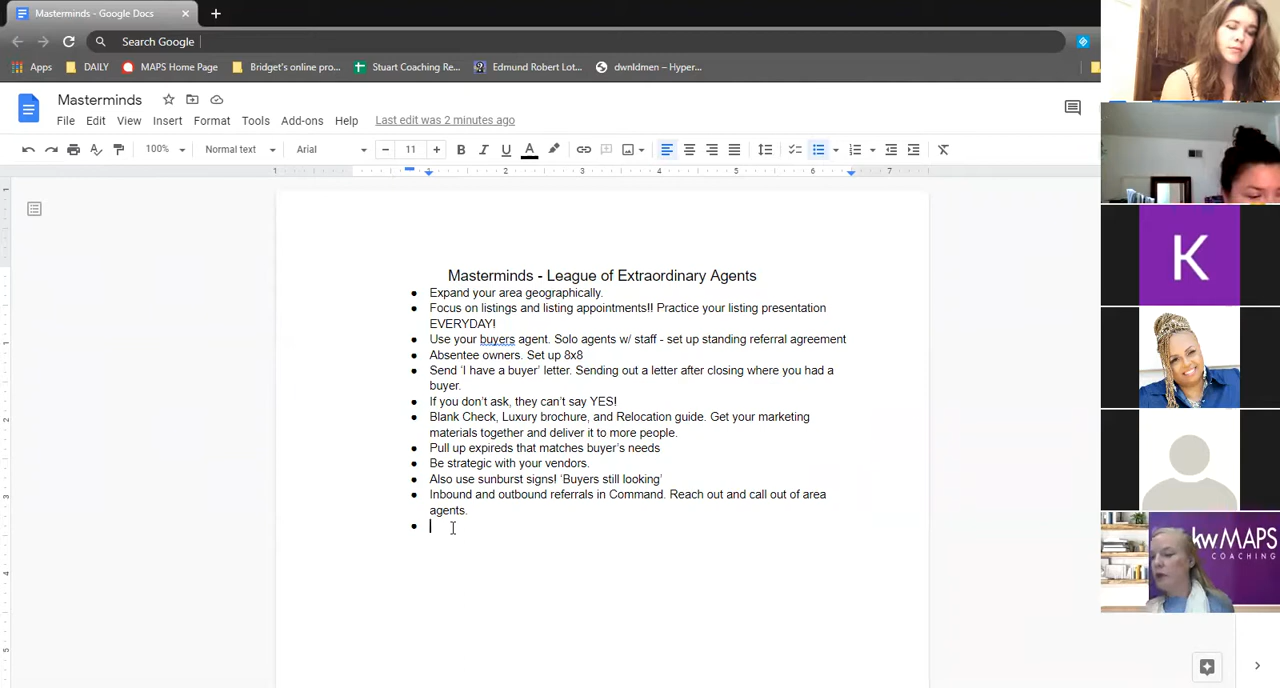 Masterminds - Google Docs
Search Google
Apps DAILY MAPS Home Page Bridget's online pro... Stuart Coaching Re... Edmund Robert Lot... dwnldmen – Hyper...
Masterminds
File Edit View Insert Format Tools Add-ons Help Last edit was 2 minutes ago
100% Normal text Arial 11 B I U A
1 1 2 3 4 5 6 7
Masterminds - League of Extraordinary Agents
● Expand your area geographically.
● Focus on listings and listing appointments!! Practice your listing presentation
EVERYDAY!
● Use your buyers agent. Solo agents w/ staff - set up standing referral agreement
● Absentee owners. Set up 8x8
● Send ‘I have a buyer’ letter. Sending out a letter after closing where you had a
buyer.
● If you don’t ask, they can’t say YES!
● Blank Check, Luxury brochure, and Relocation guide. Get your marketing
materials together and deliver it to more people.
● Pull up expireds that matches buyer’s needs
● Be strategic with your vendors.
● Also use sunburst signs! ‘Buyers still looking’
● Inbound and outbound referrals in Command. Reach out and call out of area
agents.
●
K
kwMAPS
COACHING